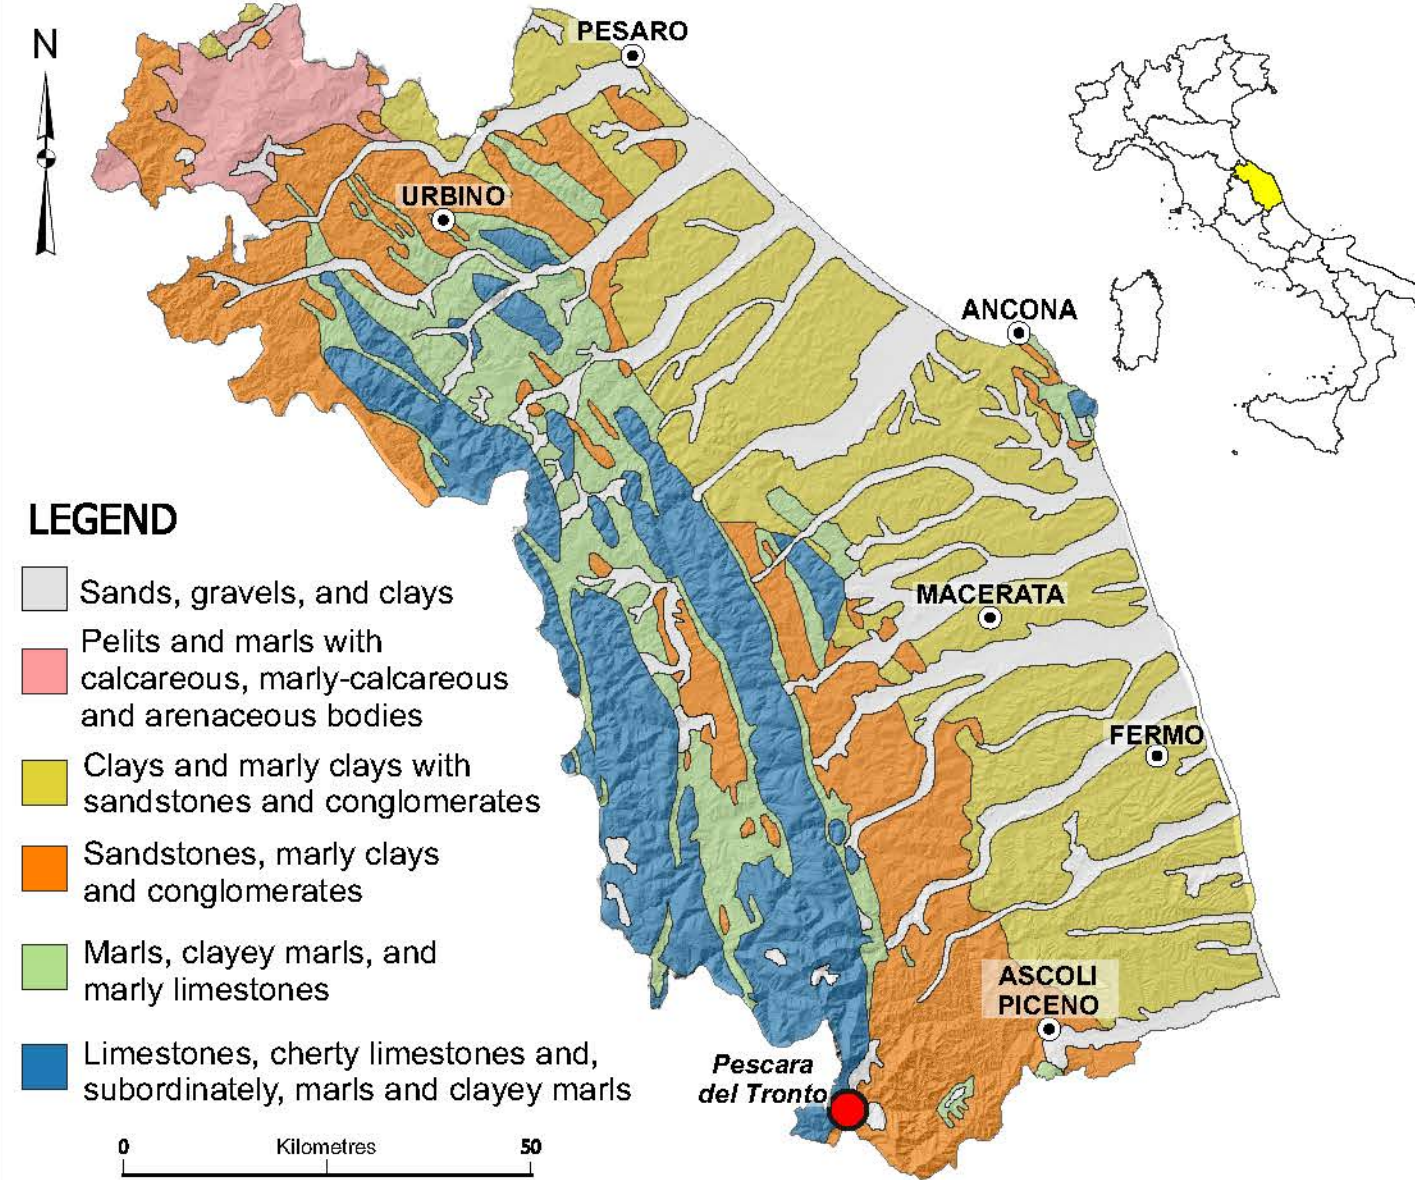 N
PESARO
URBINO
ANCONA
MACERATA
FERMO
ASCOLI
PICENO
Pescara
del Tronto
LEGEND
Sands, gravels, and clays
Pelits and marls with
calcareous, marly-calcareous
and arenaceous bodies
Clays and marly clays with
sandstones and conglomerates
Sandstones, marly clays
and conglomerates
Marls, clayey marls, and
marly limestones
Limestones, cherty limestones and,
subordinately, marls and clayey marls
0 Kilometres 50